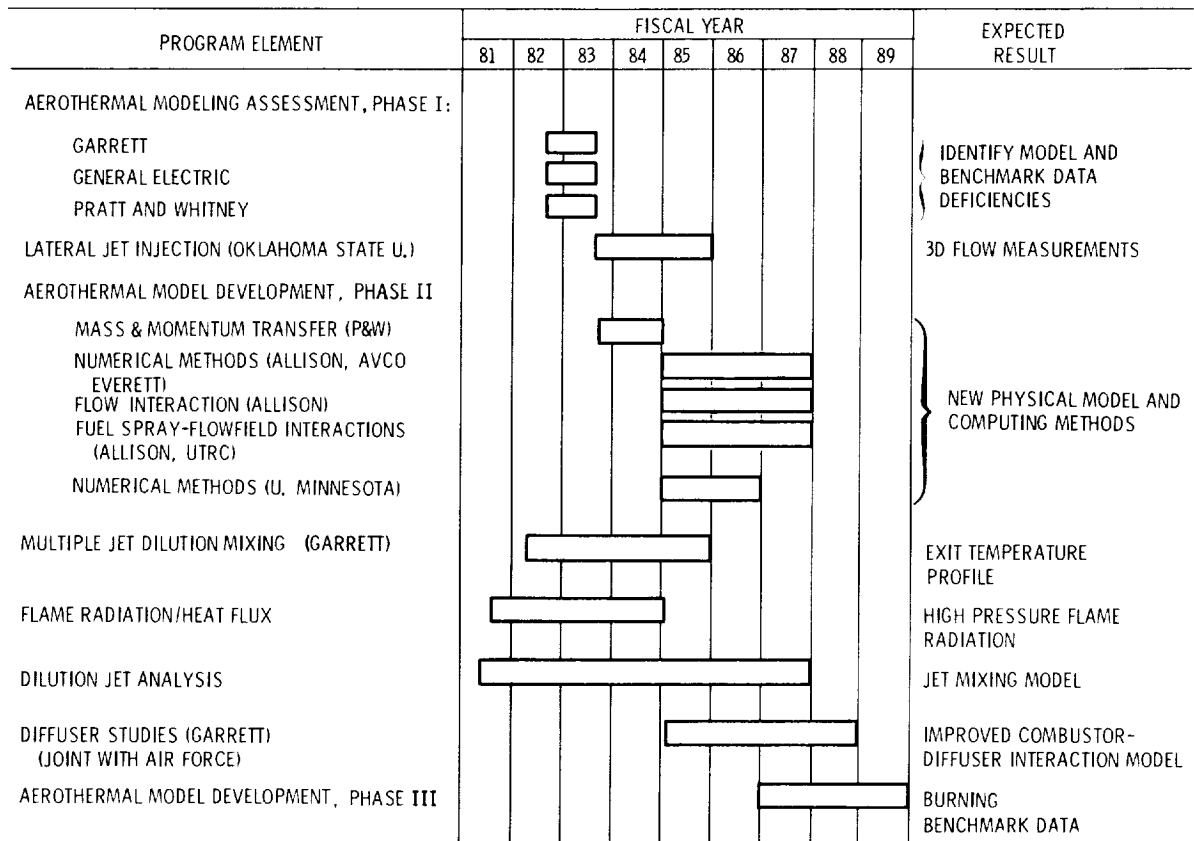 PROGRAM ELEMENT
FISCAL YEAR
EXPECTED
RESULT
81 82 83 84 85 86 87 88 89
AEROTHERMAL MODELING ASSESSMENT, PHASE I:
GARRETT
GENERAL ELECTRIC
PRATT AND WHITNEY
IDENTIFY MODEL AND
BENCHMARK DATA
DEFICIENCIES
LATERAL JET INJECTION (OKLAHOMA STATE U.)
3D FLOW MEASUREMENTS
AEROTHERMAL MODEL DEVELOPMENT, PHASE II
MASS & MOMENTUM TRANSFER (P&W)
NUMERICAL METHODS (ALLISON, AVCO
EVERETT)
FLOW INTERACTION (ALLISON)
FUEL SPRAY-FLOWFIELD INTERACTIONS
(ALLISON, UTRC)
NUMERICAL METHODS (U. MINNESOTA)
NEW PHYSICAL MODEL AND
COMPUTING METHODS
MULTIPLE JET DILUTION MIXING (GARRETT)
EXIT TEMPERATURE
PROFILE
FLAME RADIATION/HEAT FLUX
HIGH PRESSURE FLAME
RADIATION
DILUTION JET ANALYSIS
JET MIXING MODEL
DIFFUSER STUDIES (GARRETT)
(JOINT WITH AIR FORCE)
IMPROVED COMBUSTOR-
DIFFUSER INTERACTION MODEL
AEROTHERMAL MODEL DEVELOPMENT, PHASE III
BURNING
BENCHMARK DATA